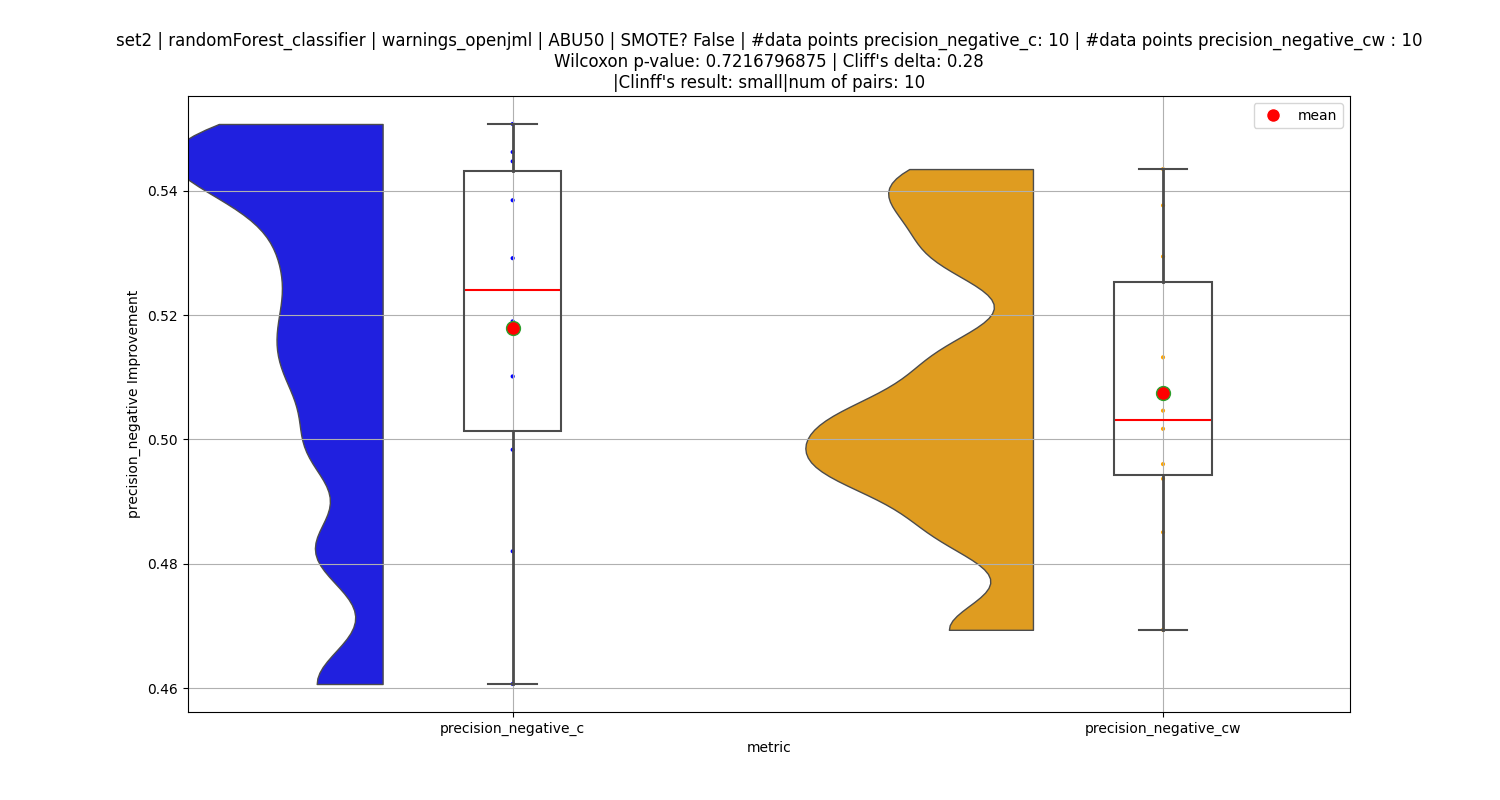 set2 | randomForest_classifier | warnings_openjml | ABU50 | SMOTE? False | #data points precision_negative_c: 10 | #data points precision_negative_cw : 10
Wilcoxon p-value: 0.7216796875 | Cliff's delta: 0.28
|Clinff's result: small|num of pairs: 10
mean
0.54
0.52
0.50
0.48
0.46
precision_negative Improvement
precision_negative_c
precision_negative_cw
metric